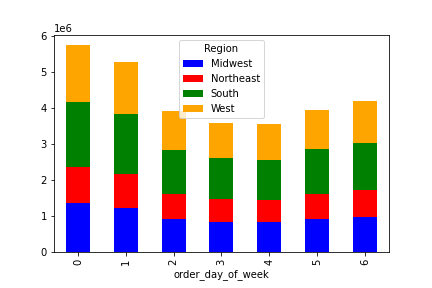 1e6
6
5
4
3
2
1
0
Region
Midwest
Northeast
South
West
0 1 2 3 4 5 6
order_day_of_week